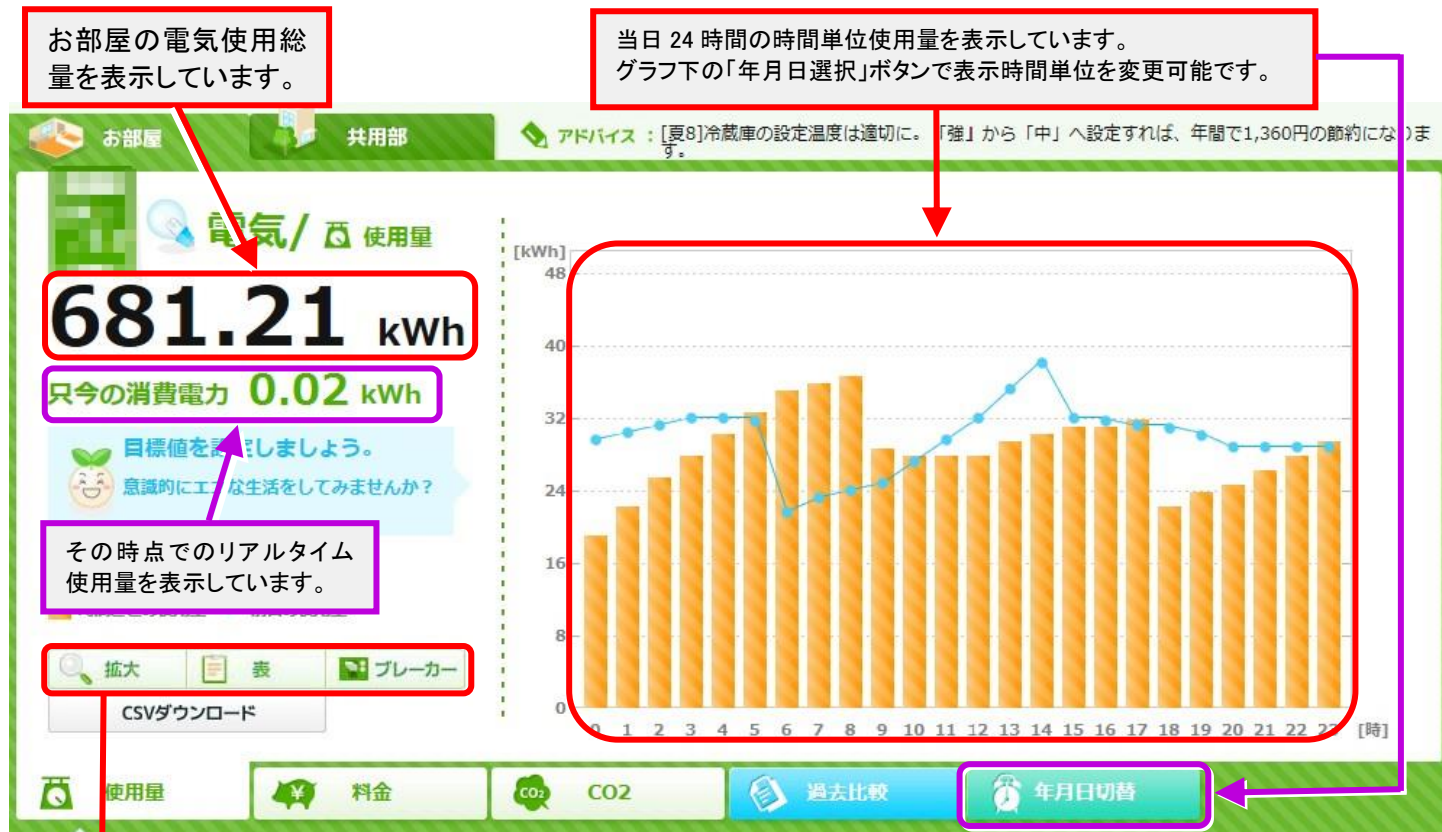 お部屋の電気使用総
量を表示しています。
当日 24 時間の時間単位使用量を表示しています。
グラフ下の「年月日選択」ボタンで表示時間単位を変更可能です。
お部屋
共用部
アドバイス : [夏8]冷蔵庫の設定温度は適切に。「強」から「中」へ設定すれば、年間で1,360円の節約になりま
す。
電気/ 使用量
681.21 kWh
只今の消費電力 0.02 kWh
目標値を しましょう。
意識的にエ な生活をしてみませんか?
その時点でのリアルタイム
使用量を表示しています。
拡大 表 ブレーカー
CSVダウンロード
[kWh]
48
40
32
24
16
8
0
0 1 2 3 4 5 6 7 8 9 10 11 12 13 14 15 16 17 18 19 20 21 22 23 [時]
使用量 ¥ 料金 CO2 CO2 過去比較 年月日切替